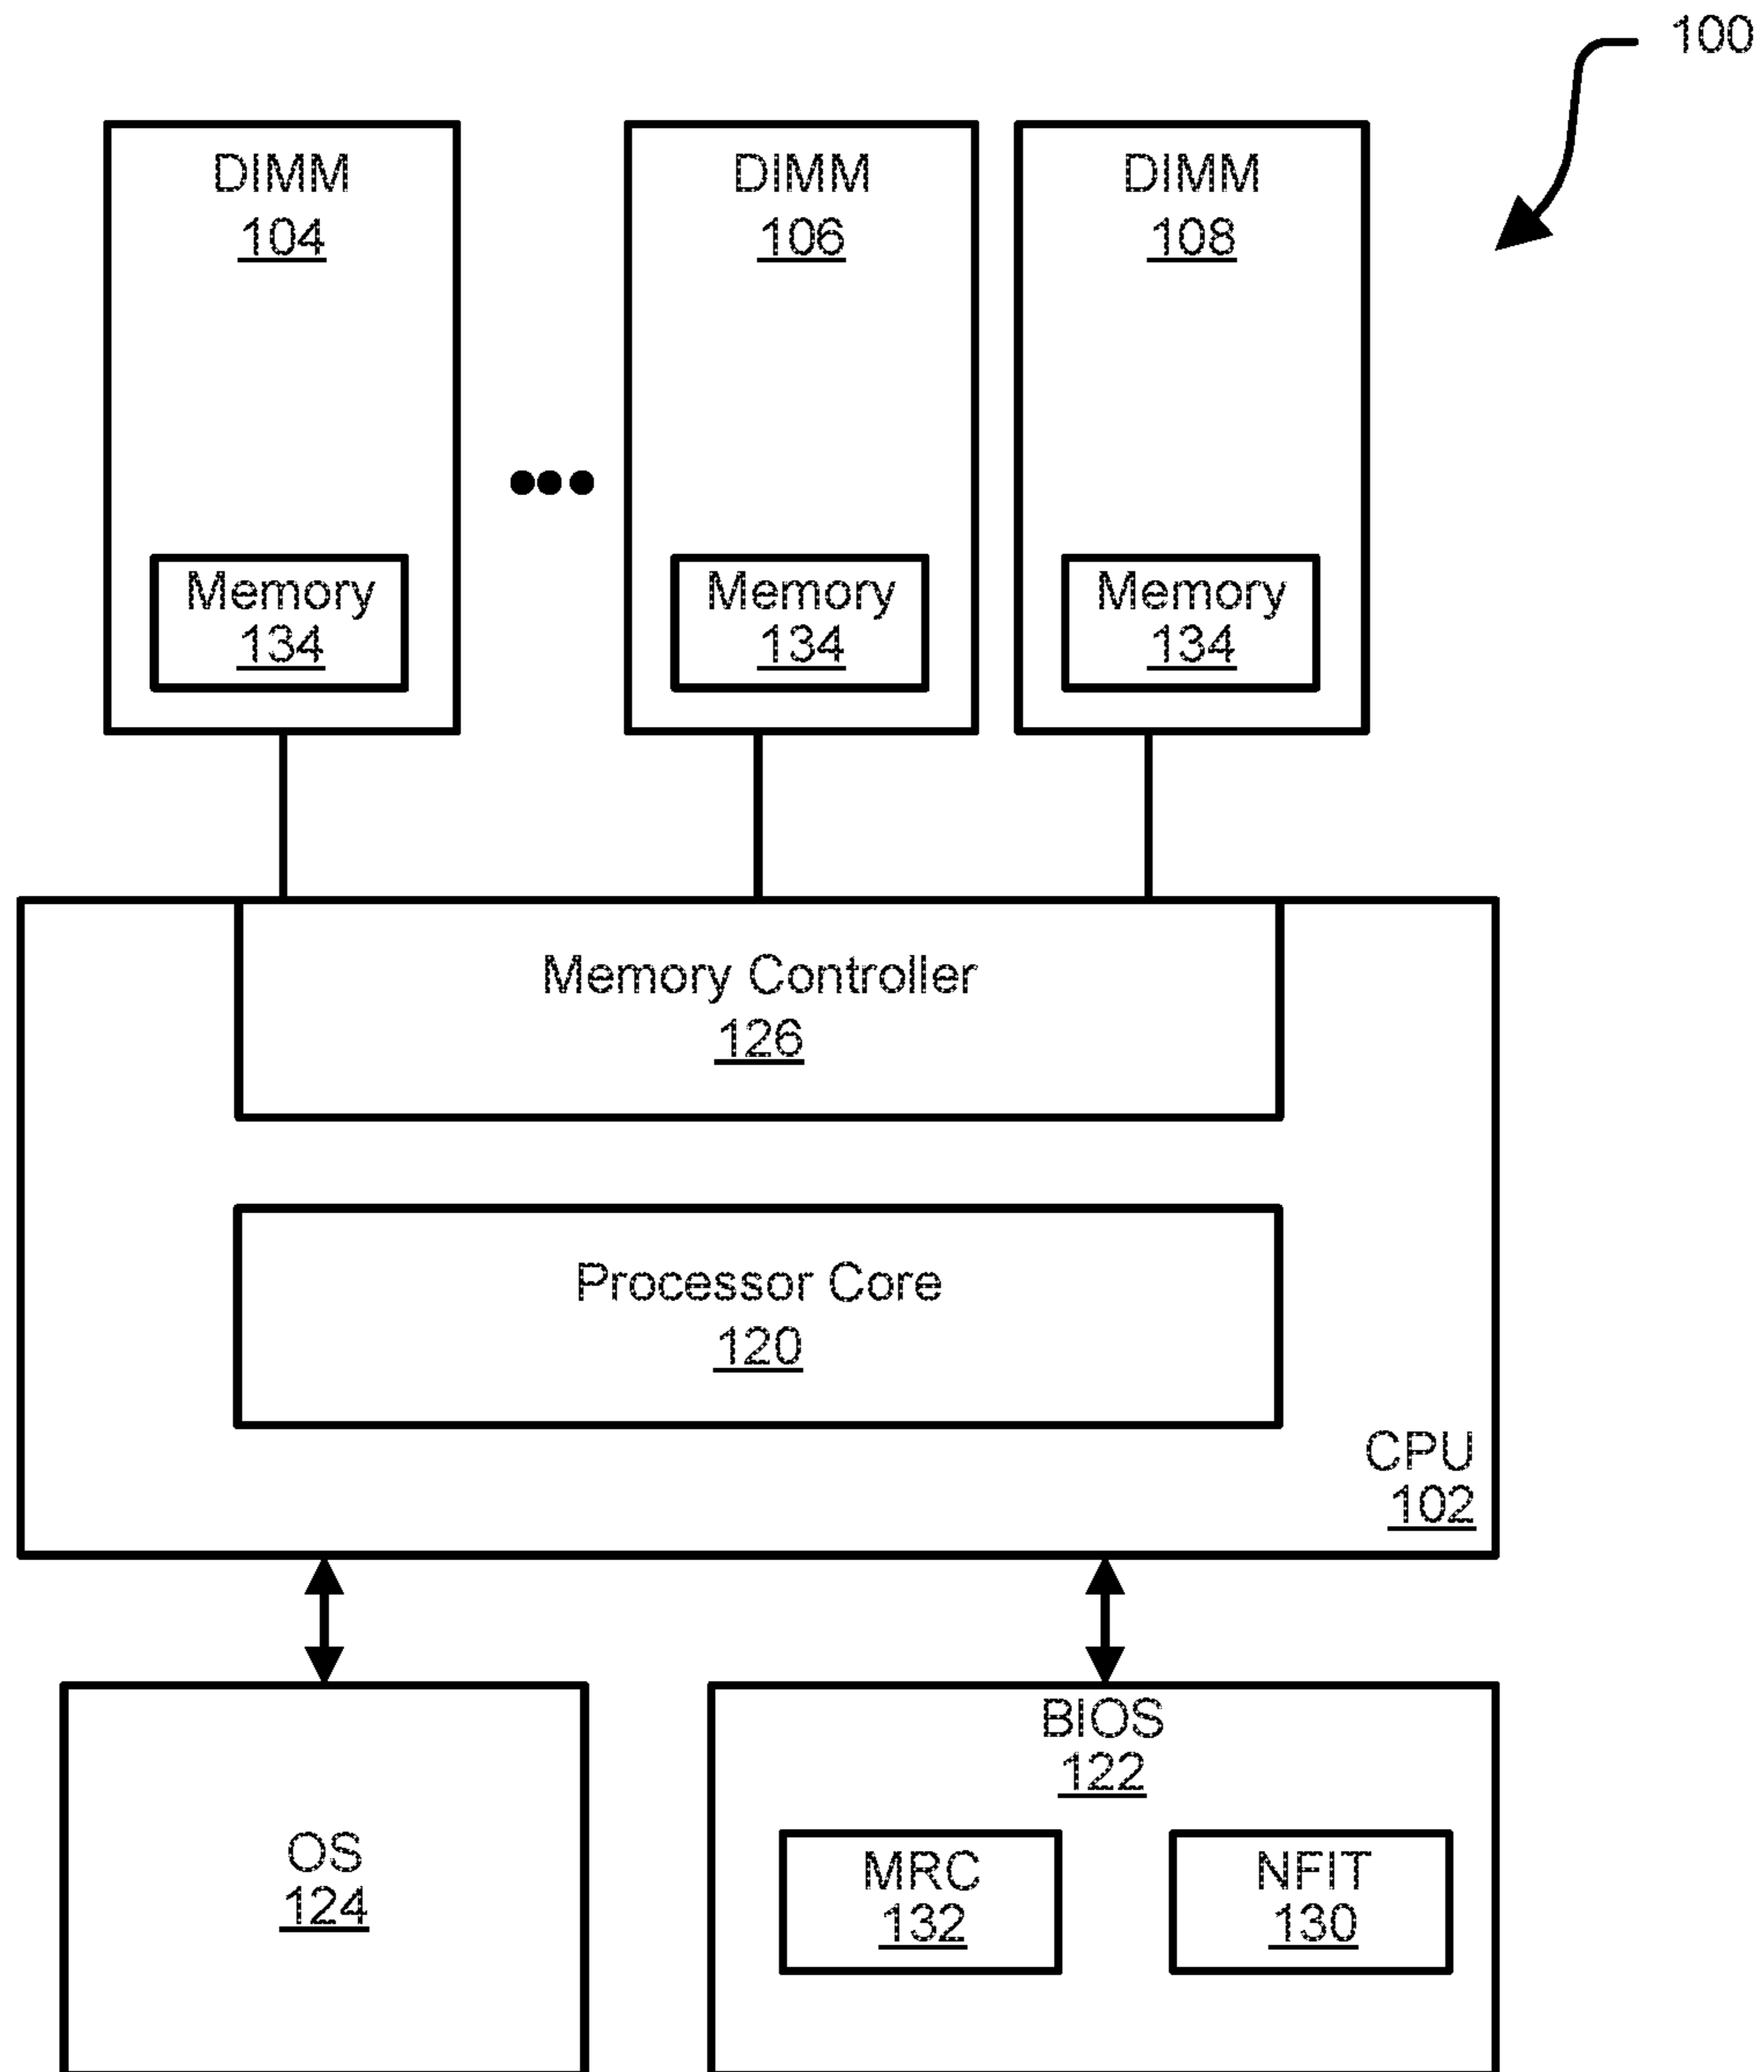 100
DIMM
104
DIMM
106
DIMM
108
Memory
134
Memory
134
Memory
134
Memory Controller
126
Processor Core
120
CPU
102
OS
124
BIOS
122
MRC
132
NFIT
130